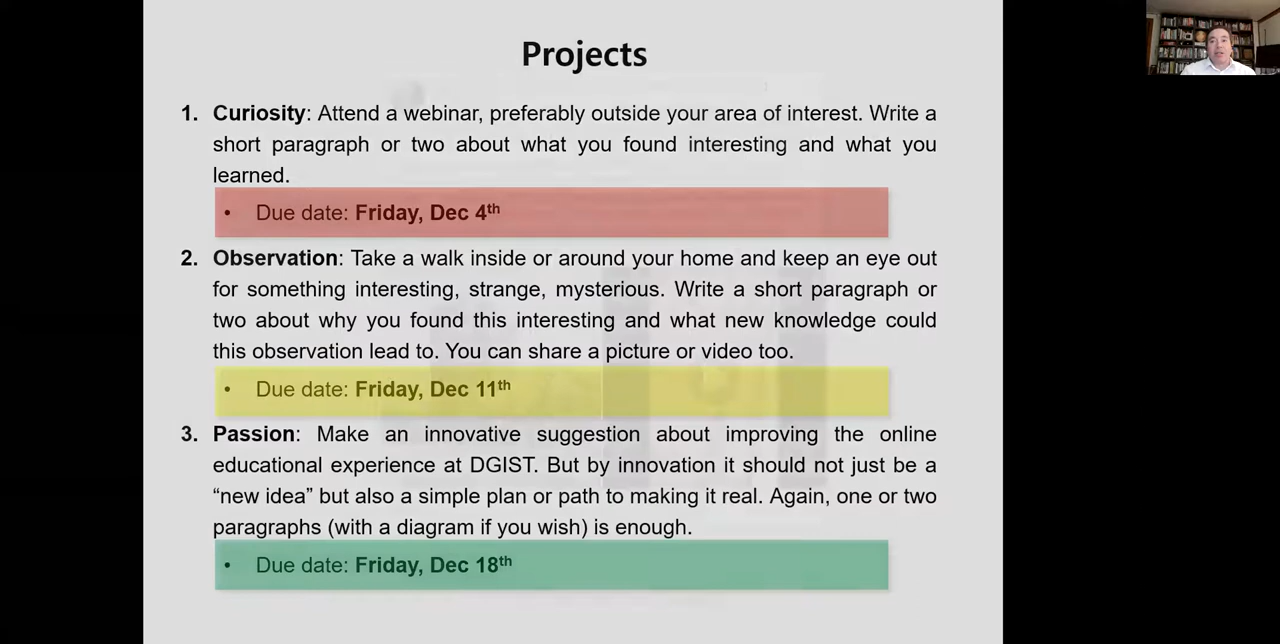 Projects
1. Curiosity: Attend a webinar, preferably outside your area of interest. Write a
short paragraph or two about what you found interesting and what you
learned.
• Due date: Friday, Dec 4th
2. Observation: Take a walk inside or around your home and keep an eye out
for something interesting, strange, mysterious. Write a short paragraph or
two about why you found this interesting and what new knowledge could
this observation lead to. You can share a picture or video too.
• Due date: Friday, Dec 11th
3. Passion: Make an innovative suggestion about improving the online
educational experience at DGIST. But by innovation it should not just be a
“new idea” but also a simple plan or path to making it real. Again, one or two
paragraphs (with a diagram if you wish) is enough.
• Due date: Friday, Dec 18th